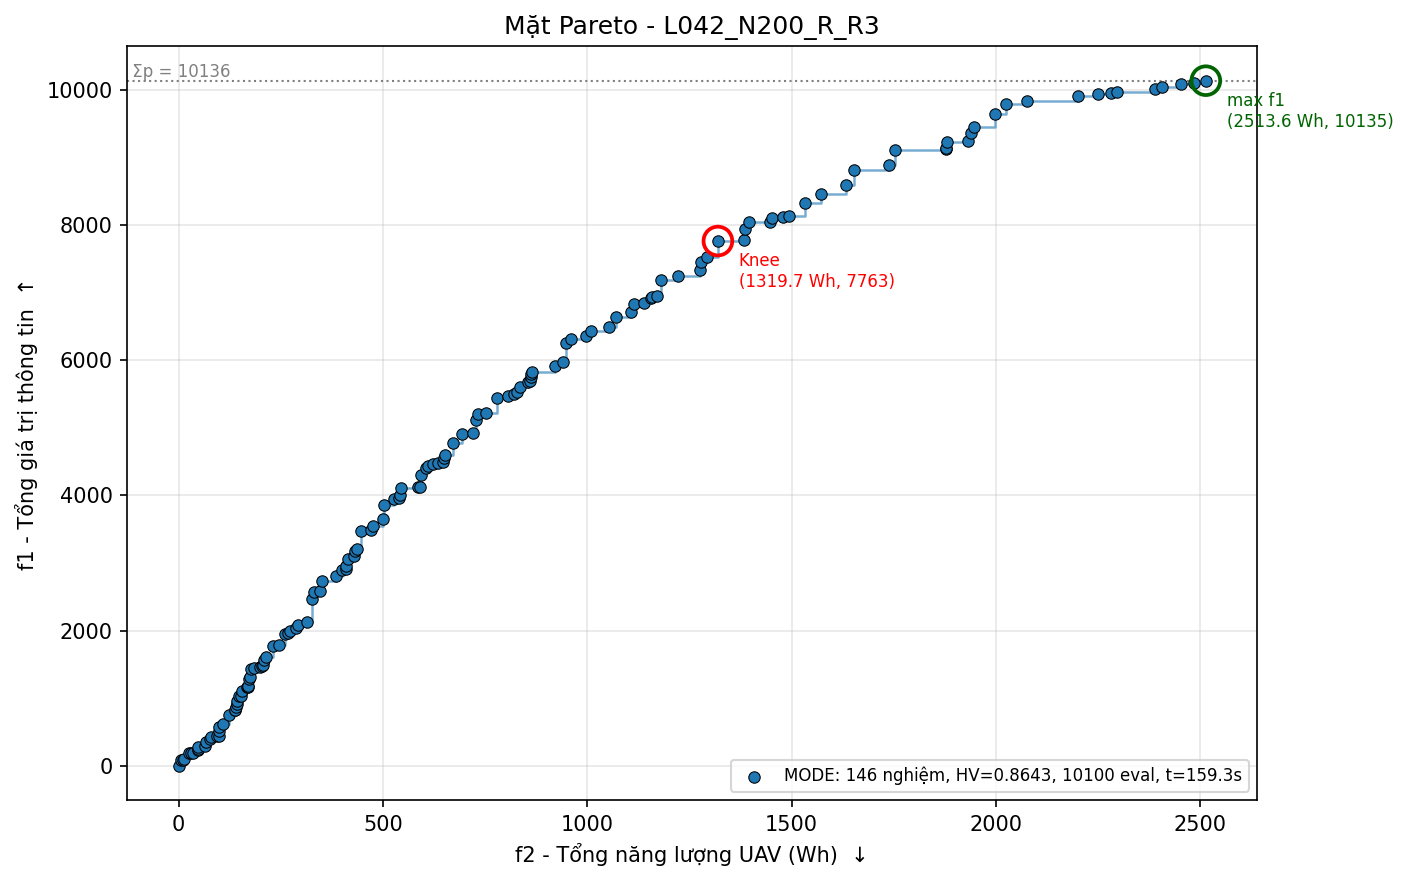 Mặt Pareto - L042_N200_R_R3
Σp = 10136
max f1
(2513.6 Wh, 10135)
Knee
(1319.7 Wh, 7763)
10000
8000
6000
4000
2000
0
f1 - Tổng giá trị thông tin ↑
MODE: 146 nghiệm, HV=0.8643, 10100 eval, t=159.3s
0 500 1000 1500 2000 2500
f2 - Tổng năng lượng UAV (Wh) ↓